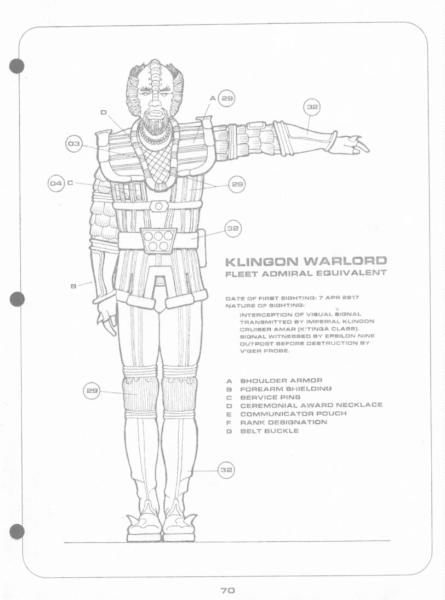 A 29
32
D
03
04 C
29
32
B
KLINGON WARLORD
FLEET ADMIRAL EQUIVALENT
DATE OF FIRST SIGHTING: 7 APR 2217
NATURE OF SIGHTING:
INTERCEPTION OF VISUAL SIGNAL
TRANSMITTED BY IMPERIAL KLINGON
CRUISER AMAR (K'TINGA CLASS).
SIGNAL WITNESSED BY EPSILON NINE
OUTPOST BEFORE DESTRUCTION BY
V'GER PROBE.
A SHOULDER ARMOR
B FOREARM SHIELDING
C SERVICE PINS
D CEREMONIAL AWARD NECKLACE
E COMMUNICATOR POUCH
F RANK DESIGNATION
G BELT BUCKLE
29
32
70